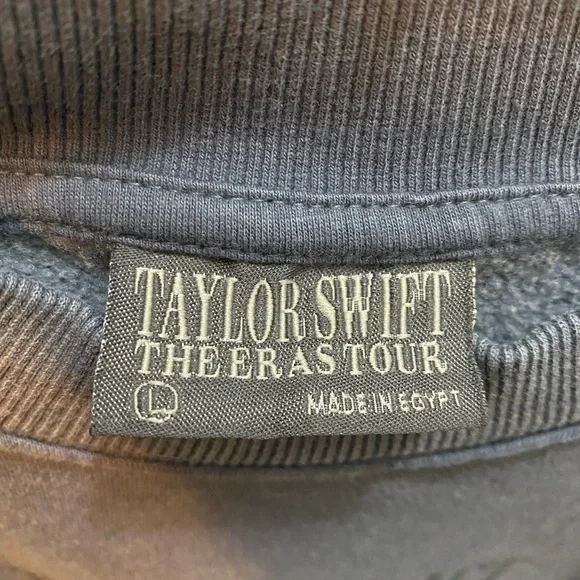 TAYLOR SWIFT
THE ERAS TOUR
L MADE IN EGYPT